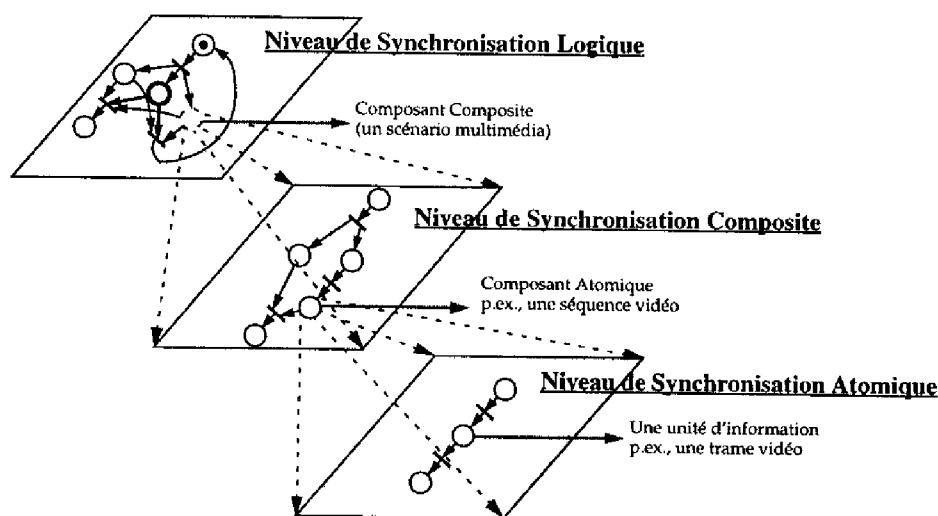 Niveau de Synchronisation Logique
Composant Composite
(un scénario multimédia)
Niveau de Synchronisation Composite
Composant Atomique
p.ex., une séquence vidéo
Niveau de Synchronisation Atomique
Une unité d'information
p.ex., une trame vidéo